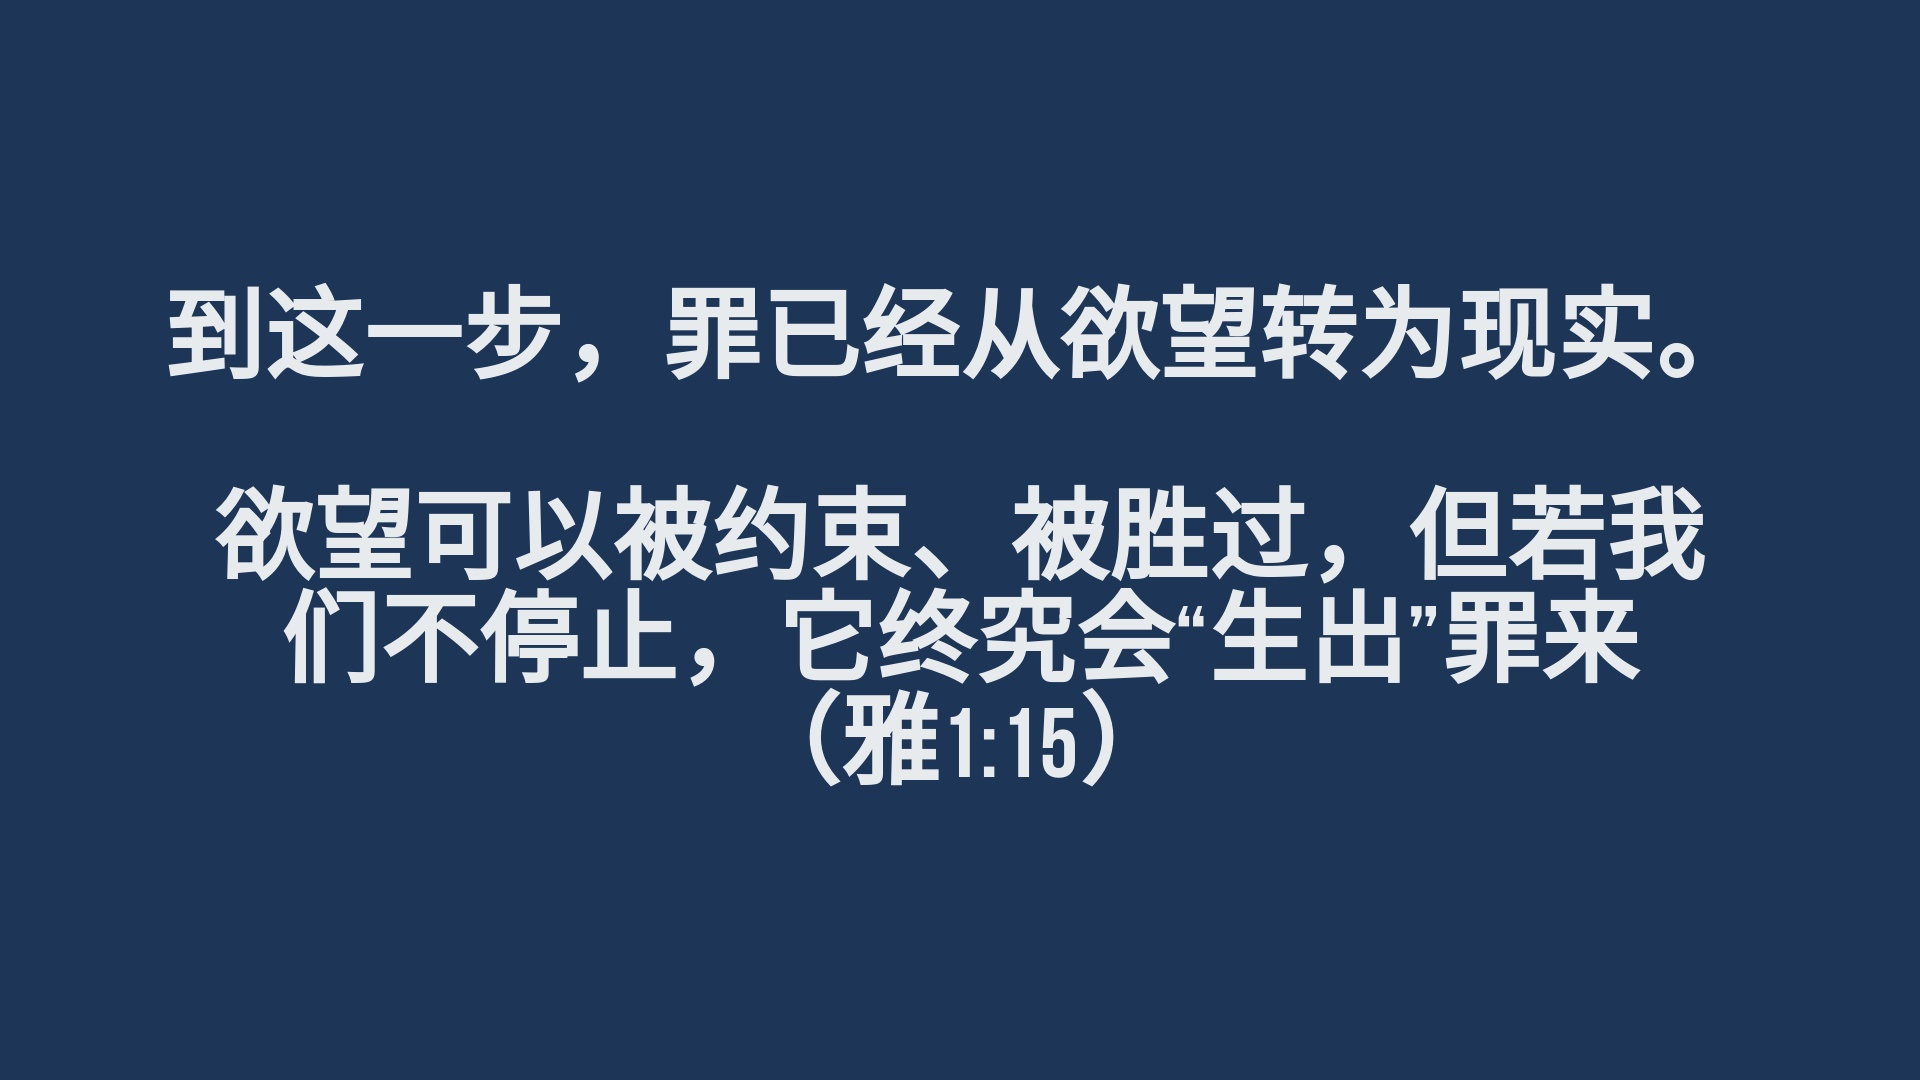 到这一步，罪已经从欲望转为现实。
欲望可以被约束、被胜过，但若我
们不停止，它终究会“生出”罪来
（雅1:15）